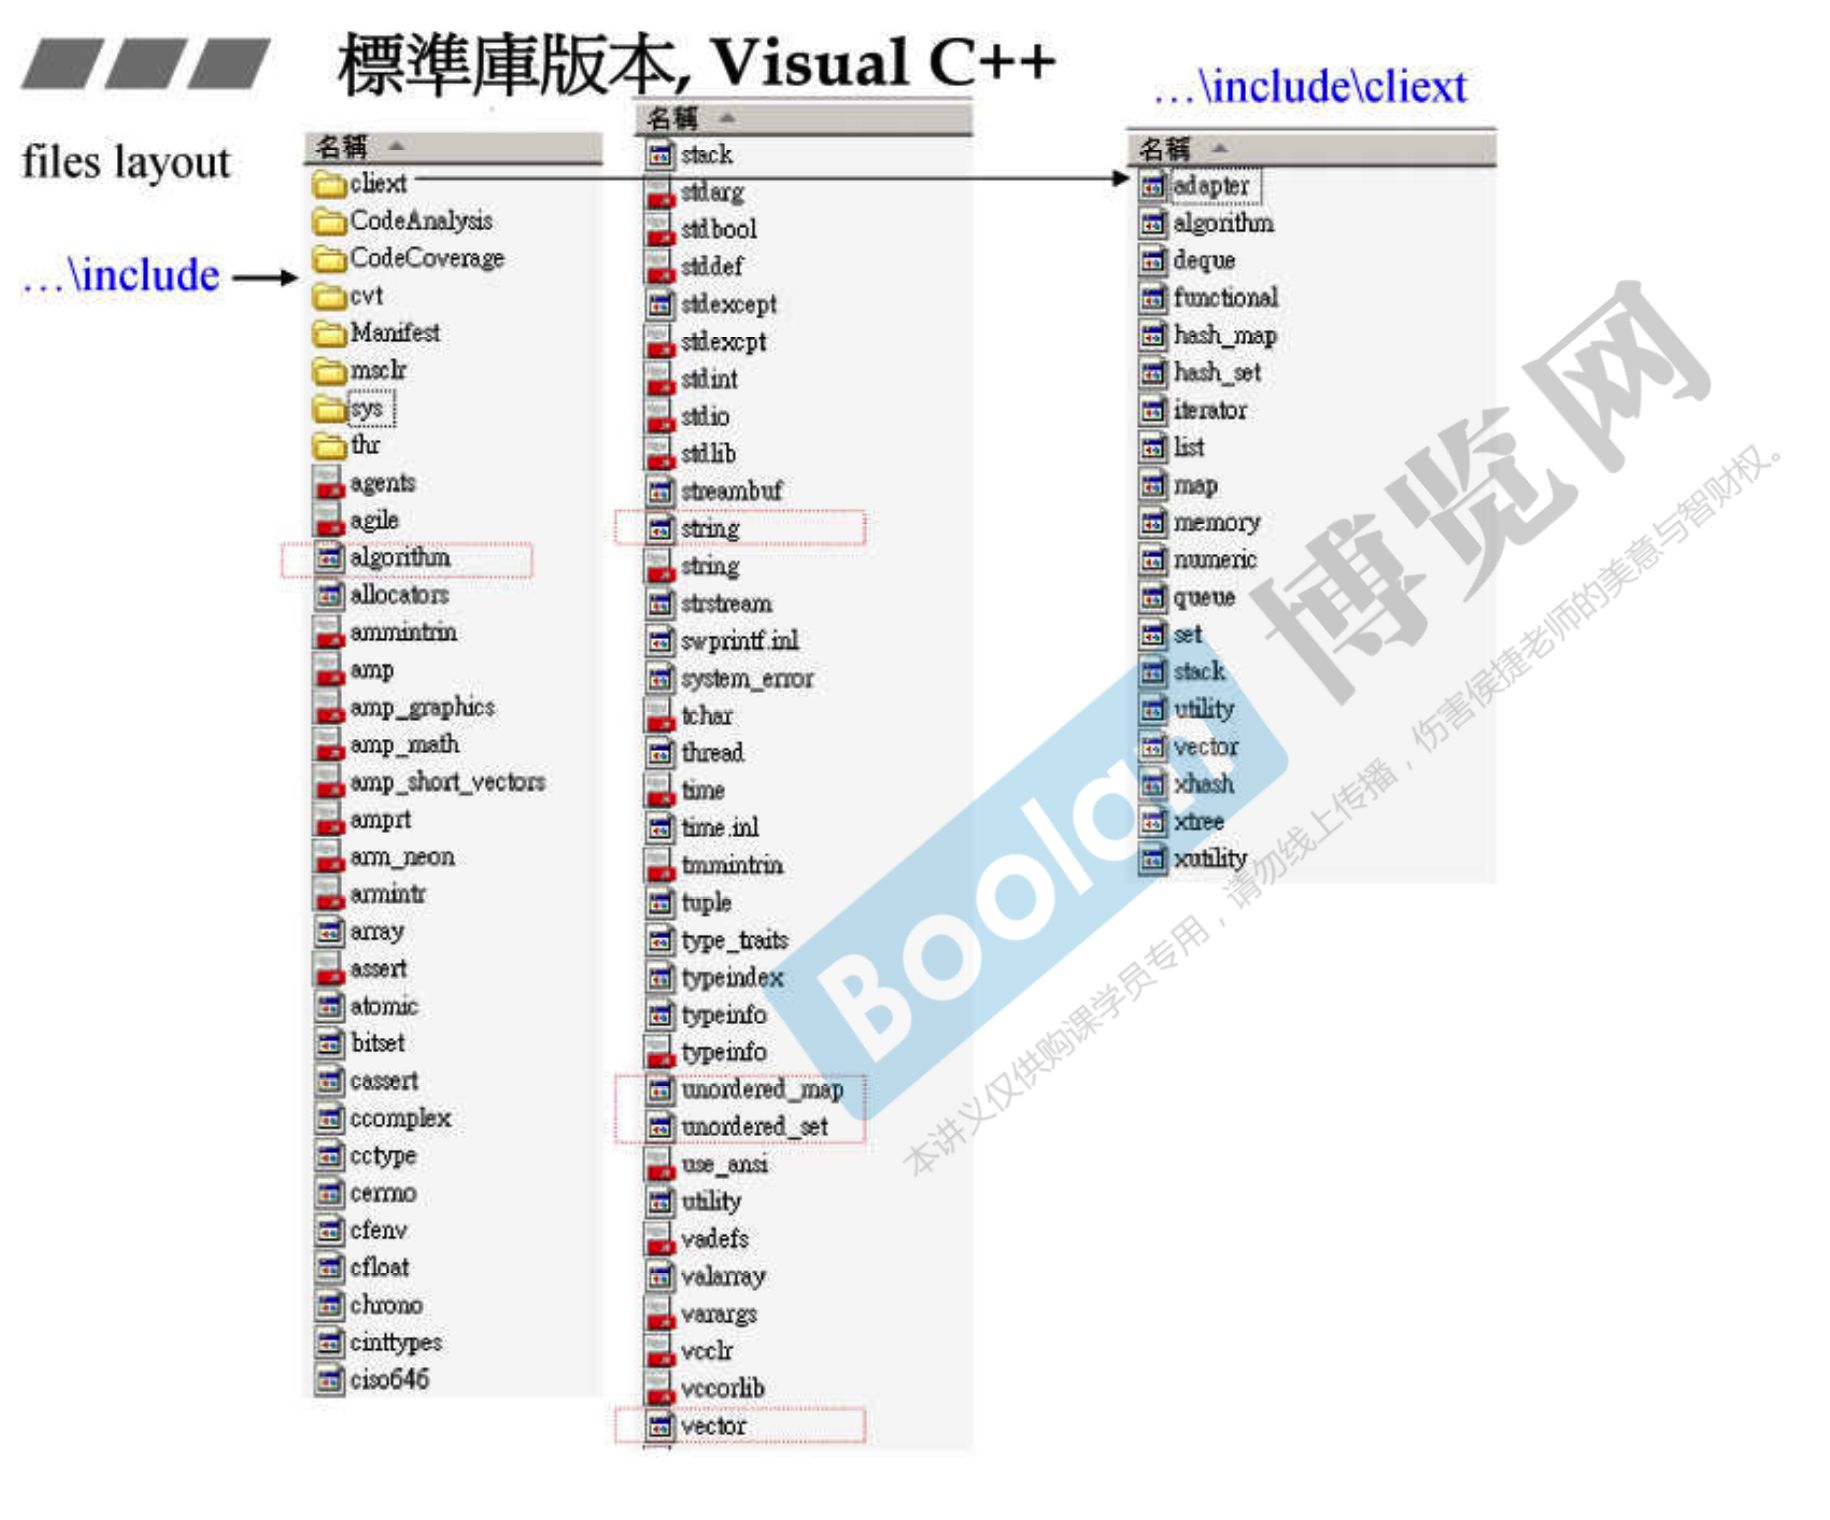 標準庫版本, Visual C++
files layout
...\include
名稱
cliext
CodeAnalysis
CodeCoverage
cvt
Manifest
msclr
sys
thr
agents
agile
algorithm
allocators
ammintrin
amp
amp_graphics
amp_math
amp_short_vectors
amprt
arm_neon
armintr
array
assert
atomic
bitset
cassert
ccomplex
cctype
cerrno
cfenv
cfloat
chrono
cinttypes
ciso646
名稱
stack
stdarg
stdbool
stddef
stdexcept
stdexcpt
stdint
stdio
stdlib
streambuf
string
string
strstream
swprintf.inl
system_error
tchar
thread
time
time.inl
tmmintrin
tuple
type_traits
typeindex
typeinfo
typeinfo
unordered_map
unordered_set
use_ansi
utility
vadefs
valarray
varargs
vcclr
vccorlib
vector
...\include\cliext
名稱
adapter
algorithm
deque
functional
hash_map
hash_set
iterator
list
map
memory
numeric
queue
set
stack
utility
vector
xhash
xtree
xutility
Boolan
博览网
本讲义仅供购课学员专用，请勿线上传播，伤害侯捷老师的美意与智财权。